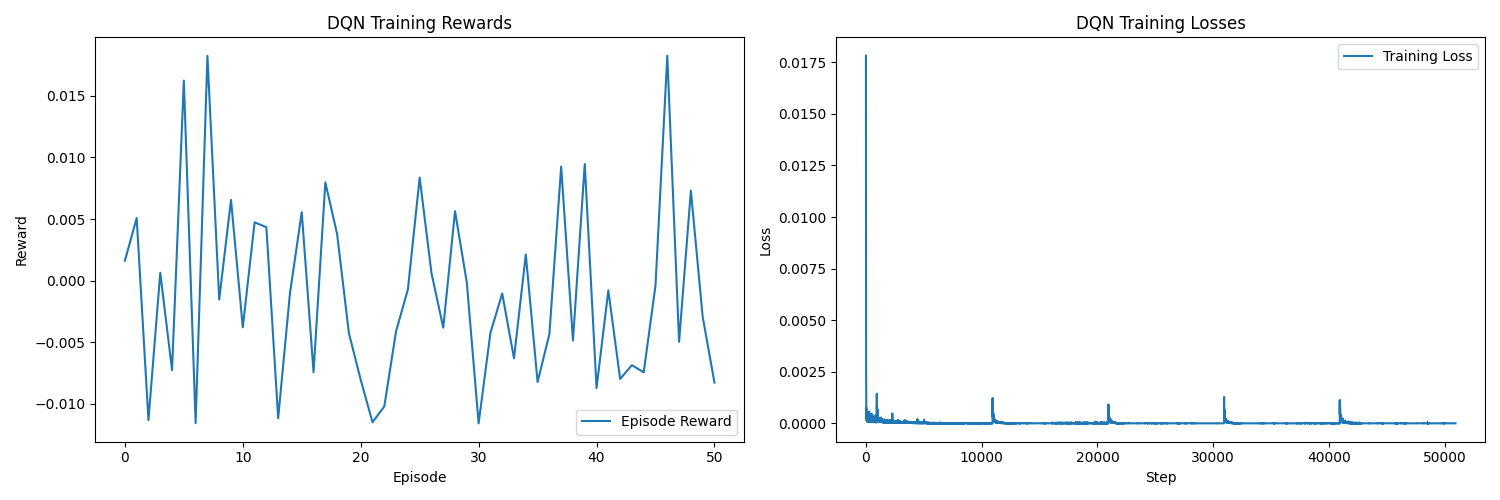 DQN Training Rewards
0.015
0.010
0.005
0.000
−0.005
−0.010
Reward
Episode Reward
0 10 20 30 40 50
Episode
DQN Training Losses
Training Loss
0.0175
0.0150
0.0125
0.0100
0.0075
0.0050
0.0025
0.0000
Loss
0 10000 20000 30000 40000 50000
Step